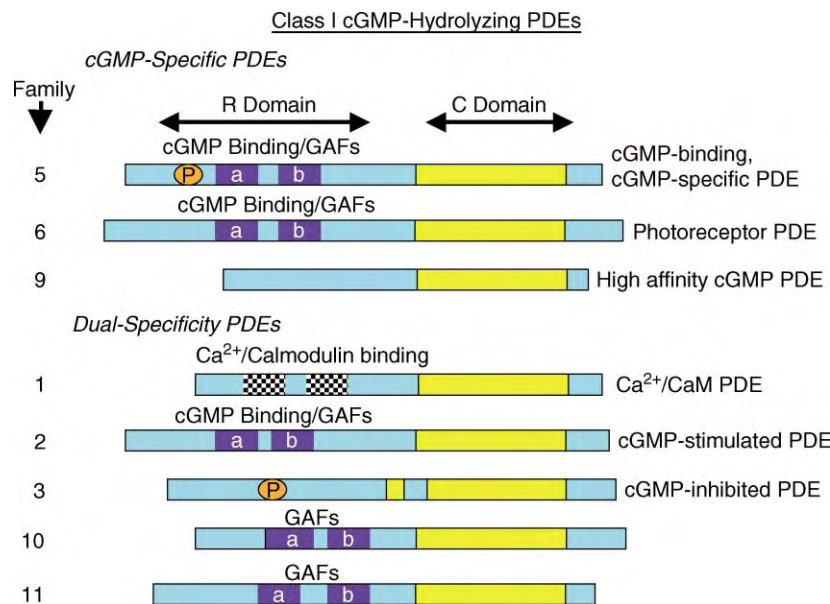 Class I cGMP-Hydrolyzing PDEs
cGMP-Specific PDEs
Family
R Domain
C Domain
cGMP Binding/GAFs
5
P
a
b
cGMP-binding,
cGMP-specific PDE
cGMP Binding/GAFs
6
a
b
Photoreceptor PDE
9
High affinity cGMP PDE
Dual-Specificity PDEs
Ca²⁺/Calmodulin binding
1
Ca²⁺/CaM PDE
cGMP Binding/GAFs
2
a
b
cGMP-stimulated PDE
3
P
cGMP-inhibited PDE
GAFs
10
a
b
GAFs
11
a
b